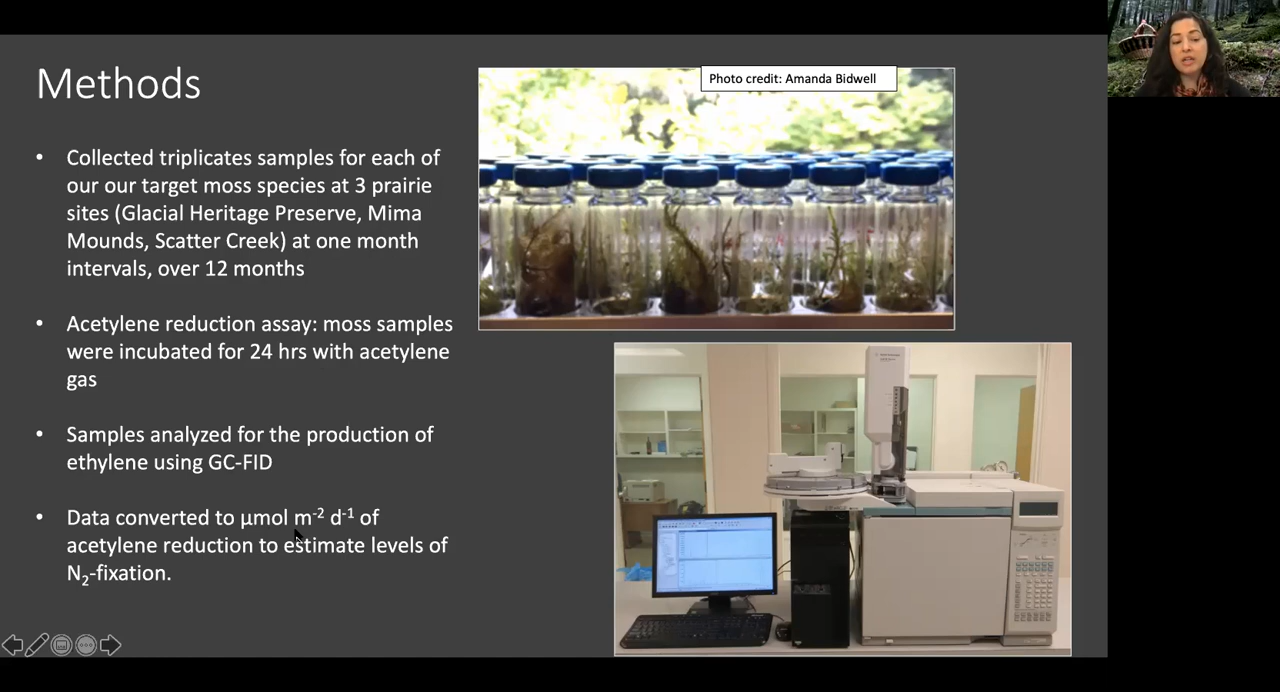 Methods
Photo credit: Amanda Bidwell
• Collected triplicates samples for each of
our our target moss species at 3 prairie
sites (Glacial Heritage Preserve, Mima
Mounds, Scatter Creek) at one month
intervals, over 12 months
• Acetylene reduction assay: moss samples
were incubated for 24 hrs with acetylene
gas
• Samples analyzed for the production of
ethylene using GC-FID
• Data converted to µmol m⁻² d⁻¹ of
acetylene reduction to estimate levels of
N₂-fixation.